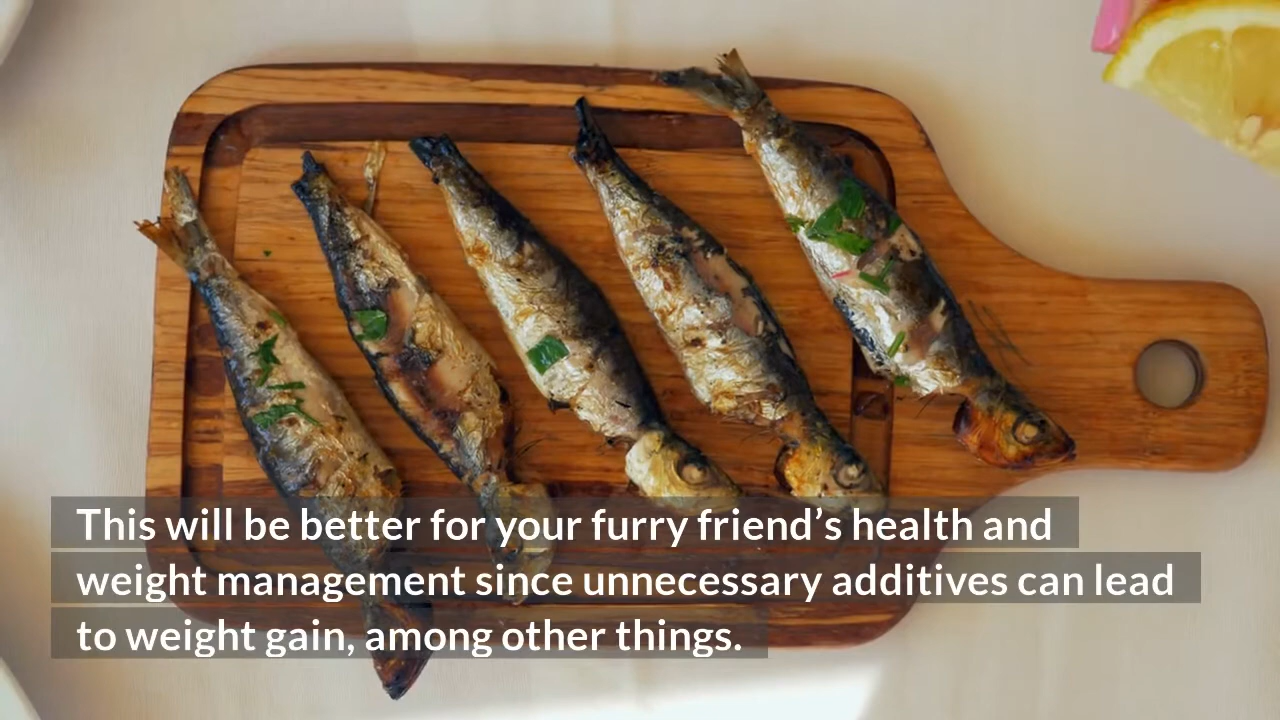 This will be better for your furry friend’s health and
weight management since unnecessary additives can lead
to weight gain, among other things.